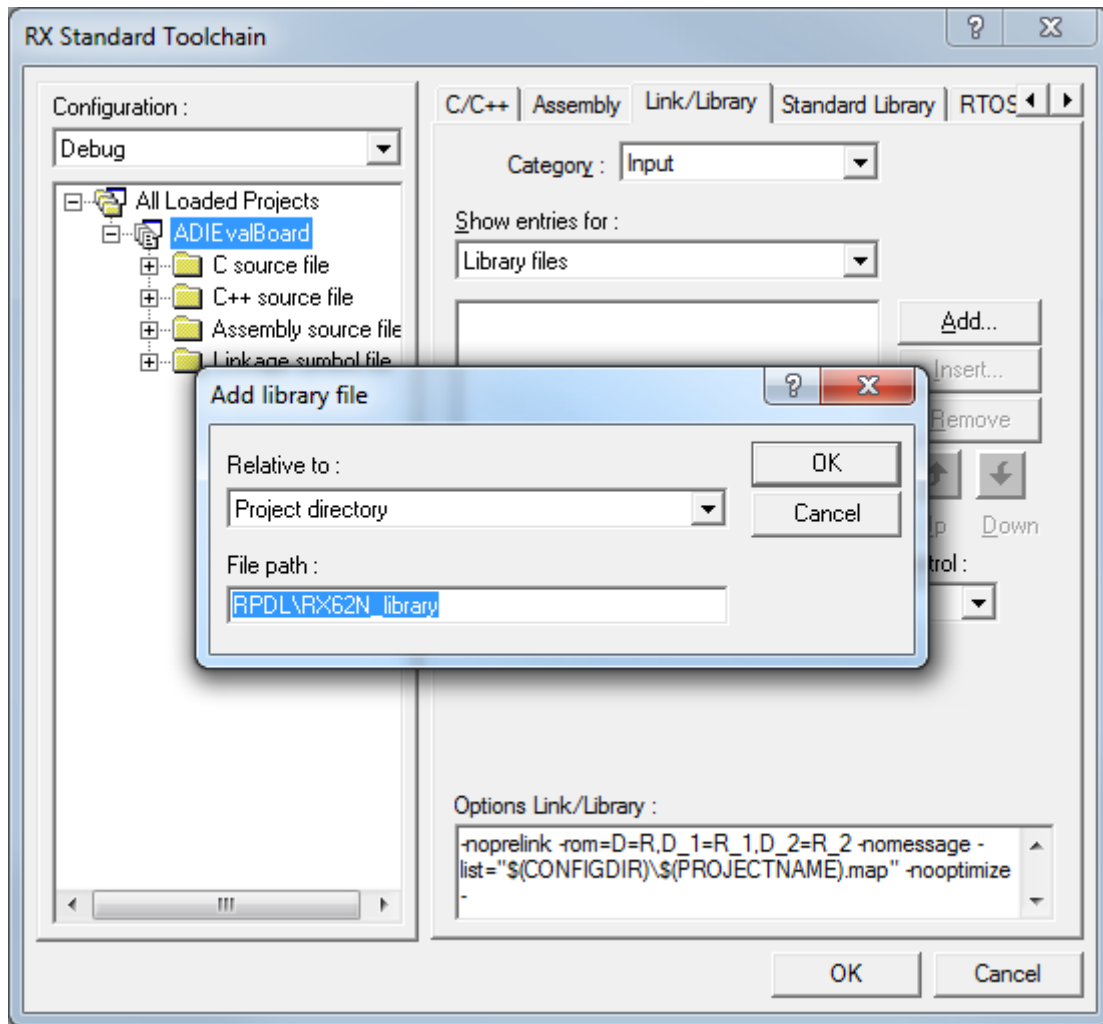 RX Standard Toolchain
Configuration :
Debug
All Loaded Projects
ADIEvalBoard
C source file
C++ source file
Assembly source file
Linkage symbol file
C/C++ Assembly Link/Library Standard Library RTOS
Category : Input
Show entries for :
Library files
Add...
Insert...
Remove
Down
Add library file
Relative to :
Project directory
File path :
RPDL\RX62N_library
OK
Cancel
Options Link/Library :
-noprelink -rom=D=R,D_1=R_1,D_2=R_2 -nomessage -
list="$(CONFIGDIR)\$(PROJECTNAME).map" -nooptimize
-
OK Cancel